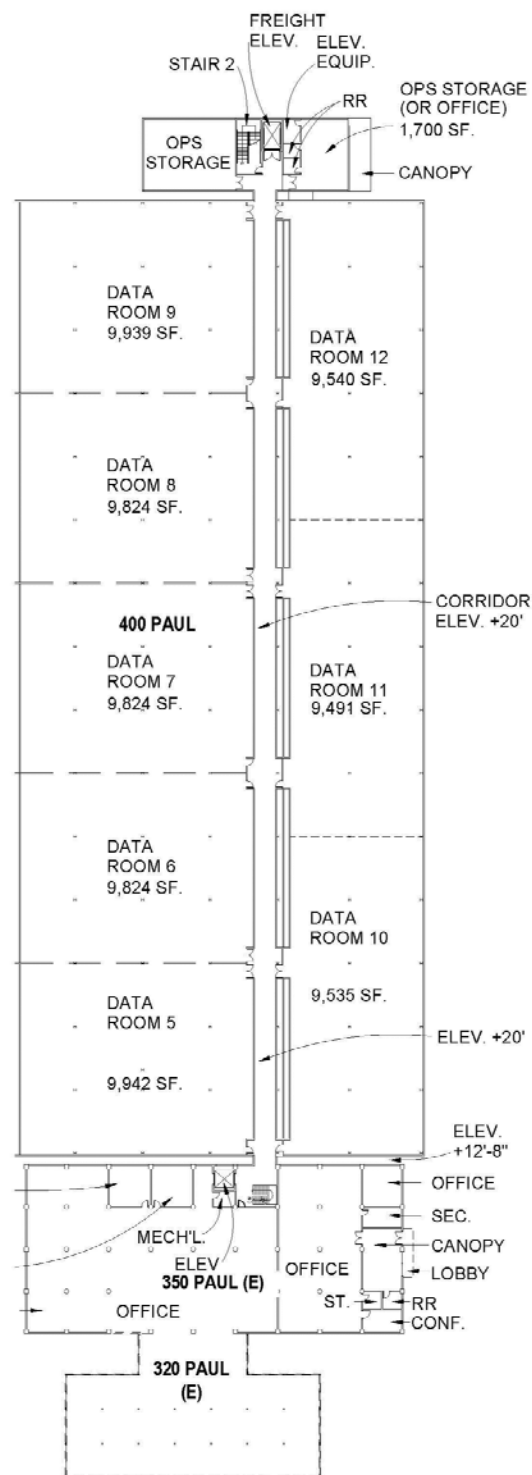 FREIGHT
ELEV.
ELEV.
EQUIP.
STAIR 2
RR
OPS STORAGE
(OR OFFICE)
1,700 SF.
OPS
STORAGE
CANOPY
DATA
ROOM 9
9,939 SF.
DATA
ROOM 12
9,540 SF.
DATA
ROOM 8
9,824 SF.
CORRIDOR
ELEV. +20'
400 PAUL
DATA
ROOM 7
9,824 SF.
DATA
ROOM 11
9,491 SF.
DATA
ROOM 6
9,824 SF.
DATA
ROOM 10
9,535 SF.
DATA
ROOM 5
9,942 SF.
ELEV. +20'
ELEV.
+12'-8"
OFFICE
SEC.
MECH'L.
CANOPY
ELEV
OFFICE
LOBBY
350 PAUL (E)
ST.
RR
OFFICE
CONF.
320 PAUL
(E)